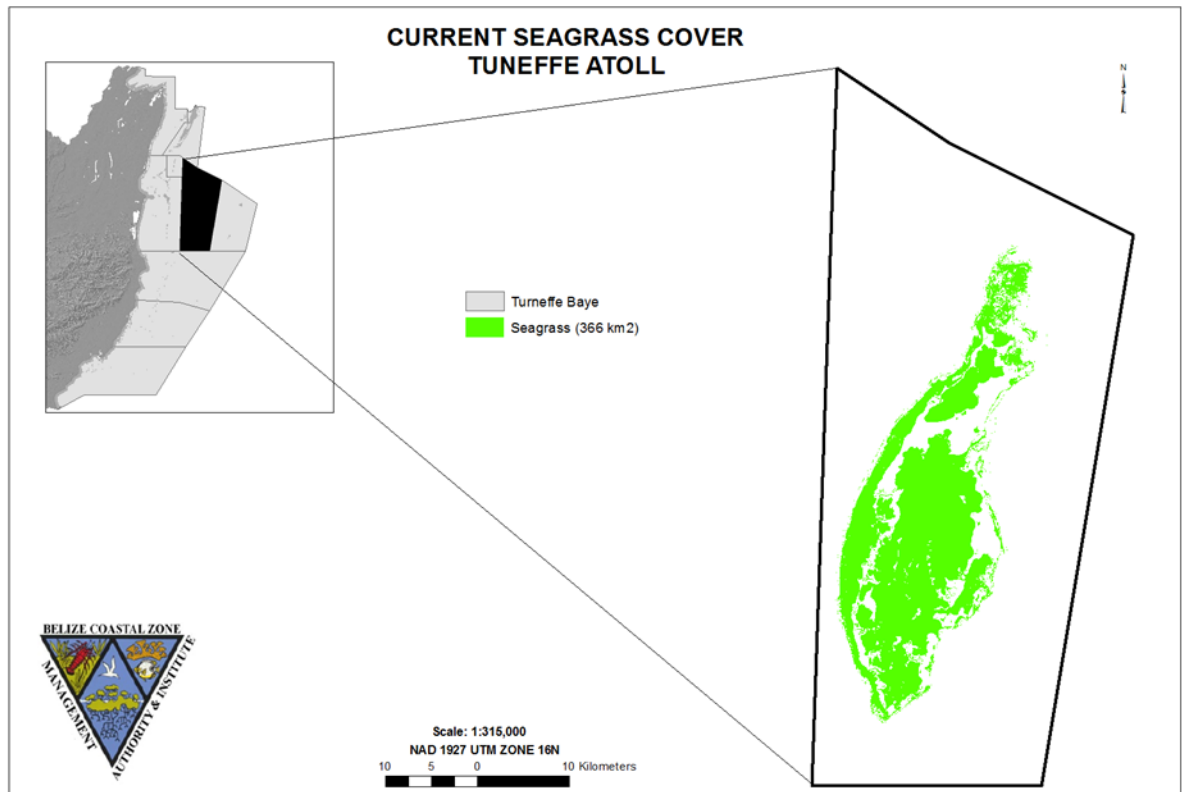 CURRENT SEAGRASS COVER
TUNEFFE ATOLL
N
Turneffe Baye
Seagrass (366 km2)
BELIZE COASTAL ZONE
MANAGEMENT
AUTHORITY & INSTITUTE
Scale: 1:315,000
NAD 1927 UTM ZONE 16N
10 5 0 10 Kilometers